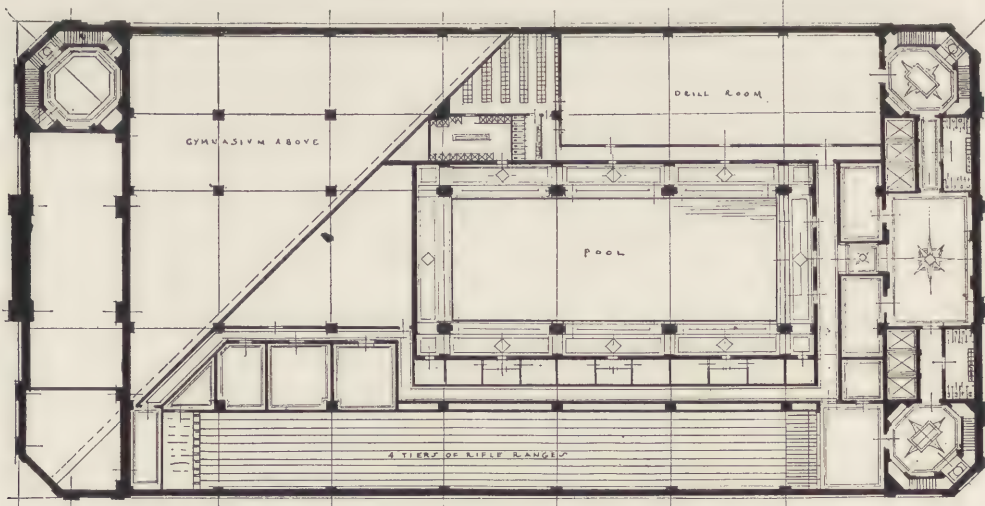 DRILL ROOM
GYMNASIUM ABOVE
POOL
4 TIERS OF RIFLE RANGES